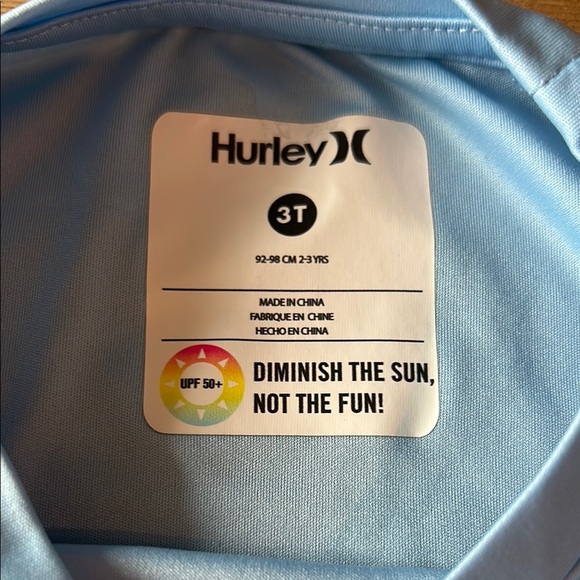 Hurley
3T
92-98 CM 2-3 YRS
MADE IN CHINA
FABRIQUE EN CHINE
HECHO EN CHINA
UPF 50+
DIMINISH THE SUN,
NOT THE FUN!